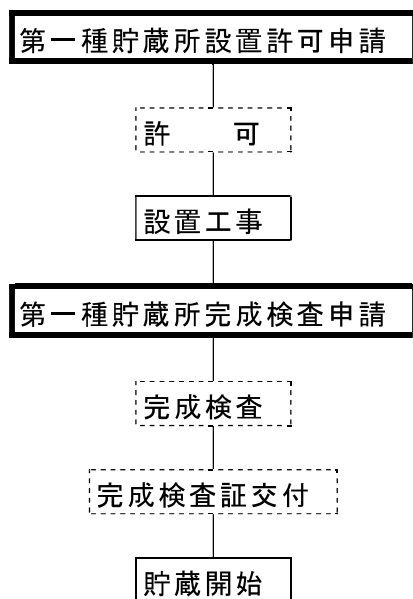 第一種貯蔵所設置許可申請
許　　可
設置工事
第一種貯蔵所完成検査申請
完成検査
完成検査証交付
貯蔵開始